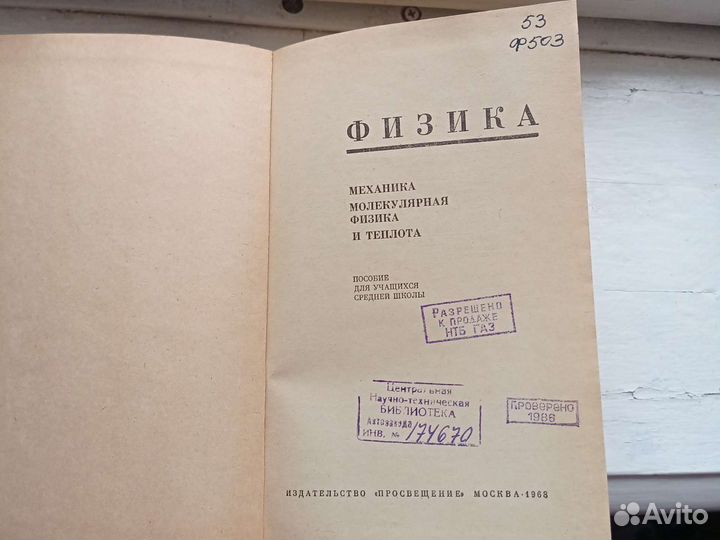 53
Ф503
ФИЗИКА
МЕХАНИКА
МОЛЕКУЛЯРНАЯ
ФИЗИКА
И ТЕПЛОТА
ПОСОБИЕ
ДЛЯ УЧАЩИХСЯ
СРЕДНЕЙ ШКОЛЫ
РАЗРЕШЕНО
К ПРОДАЖЕ
НТБ ГАЗ
Центральная
Научно-техническая
БИБЛИОТЕКА
Автозавода
ИНВ. № 174670
ПРОВЕРЕНО
1986
ИЗДАТЕЛЬСТВО «ПРОСВЕЩЕНИЕ» МОСКВА·1968
Avito